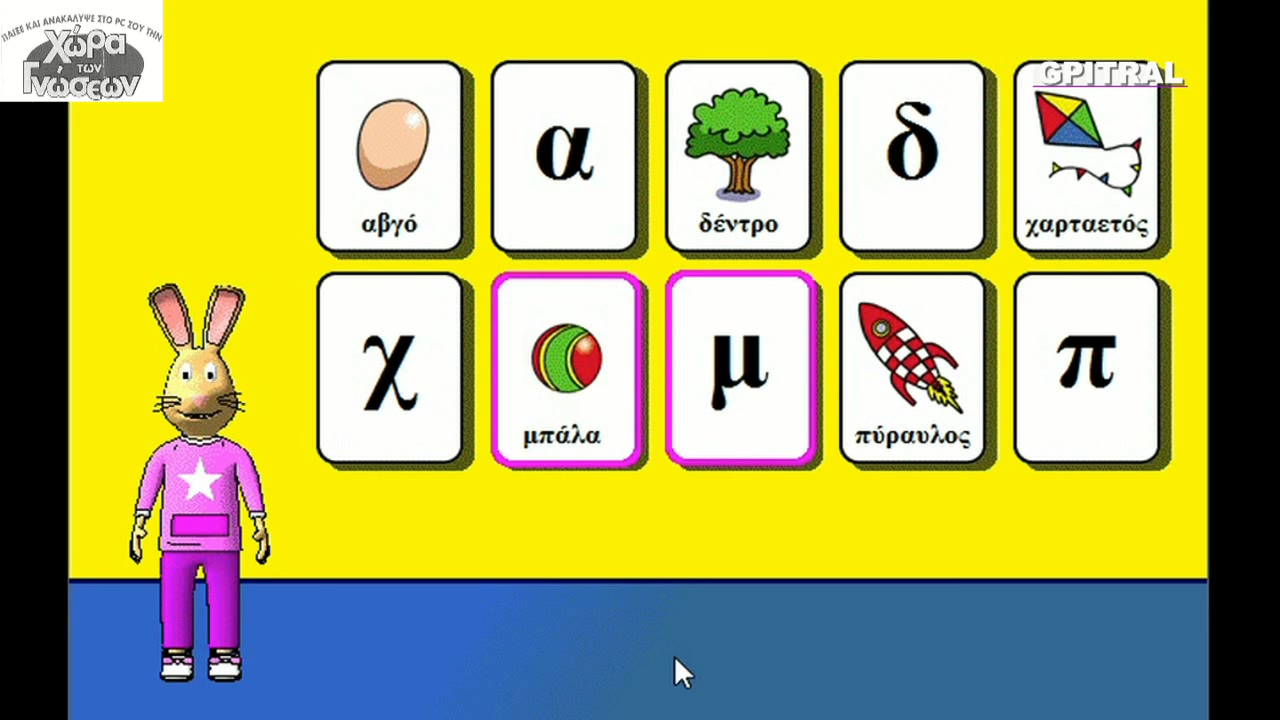 ΠΑΙΞΕ ΚΑΙ ΑΝΑΚΑΛΥΨΕ ΣΤΟ PC ΣΟΥ ΤΗΝ
Χώρα
των
Γνώσεων
GPITRAL
αβγό
α
δέντρο
δ
χαρταετός
χ
μπάλα
μ
πύραυλος
π